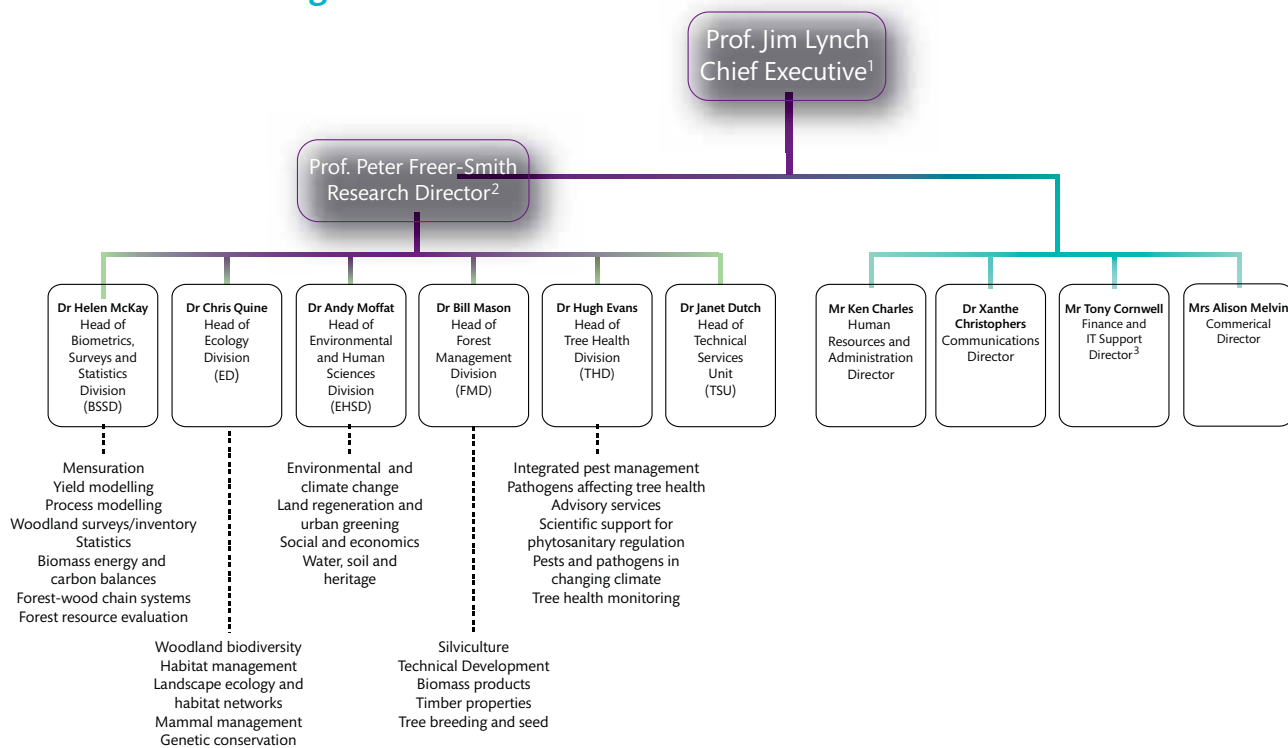 Prof. Jim Lynch
Chief Executive¹
Prof. Peter Freer-Smith
Research Director²
Dr Helen McKay
Head of
Biometrics,
Surveys and
Statistics
Division
(BSSD)
Dr Chris Quine
Head of
Ecology
Division
(ED)
Dr Andy Moffat
Head of
Environmental
and Human
Sciences
Division
(EHSD)
Dr Bill Mason
Head of
Forest
Management
Division
(FMD)
Dr Hugh Evans
Head of
Tree Health
Division
(THD)
Dr Janet Dutch
Head of
Technical
Services
Unit
(TSU)
Mr Ken Charles
Human
Resources and
Administration
Director
Dr Xanthe
Christophers
Communications
Director
Mr Tony Cornwell
Finance and
IT Support
Director³
Mrs Alison Melvin
Commerical
Director
Mensuration
Yield modelling
Process modelling
Woodland surveys/inventory
Statistics
Biomass energy and
carbon balances
Forest-wood chain systems
Forest resource evaluation
Environmental and
climate change
Land regeneration and
urban greening
Social and economics
Water, soil and
heritage
Integrated pest management
Pathogens affecting tree health
Advisory services
Scientific support for
phytosanitary regulation
Pests and pathogens in
changing climate
Tree health monitoring
Woodland biodiversity
Habitat management
Landscape ecology and
habitat networks
Mammal management
Genetic conservation
Silviculture
Technical Development
Biomass products
Timber properties
Tree breeding and seed